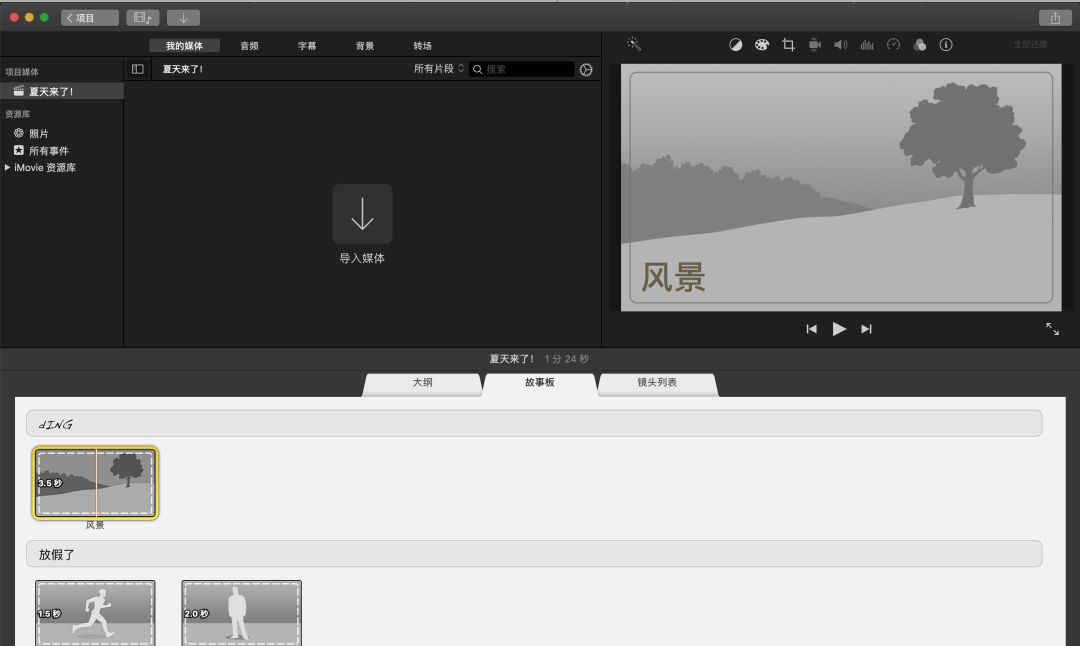 项目
我的媒体
音频
字幕
背景
转场
全部还原
项目媒体
夏天来了!
所有片段
搜索
夏天来了!
资源库
照片
所有事件
iMovie 资源库
导入媒体
风景
夏天来了! 1 分 24 秒
大纲
故事板
镜头列表
dING
3.5 秒
风景
放假了
1.5 秒
2.0 秒